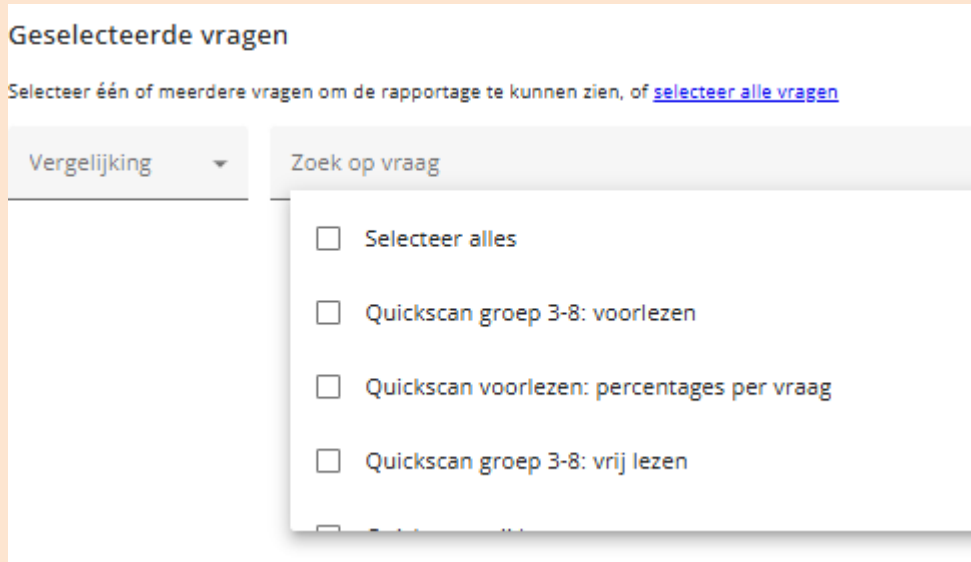 Geselecteerde vragen
Selecteer één of meerdere vragen om de rapportage te kunnen zien, of selecteer alle vragen
Vergelijking
Zoek op vraag
Selecteer alles
Quickscan groep 3-8: voorlezen
Quickscan voorlezen: percentages per vraag
Quickscan groep 3-8: vrij lezen